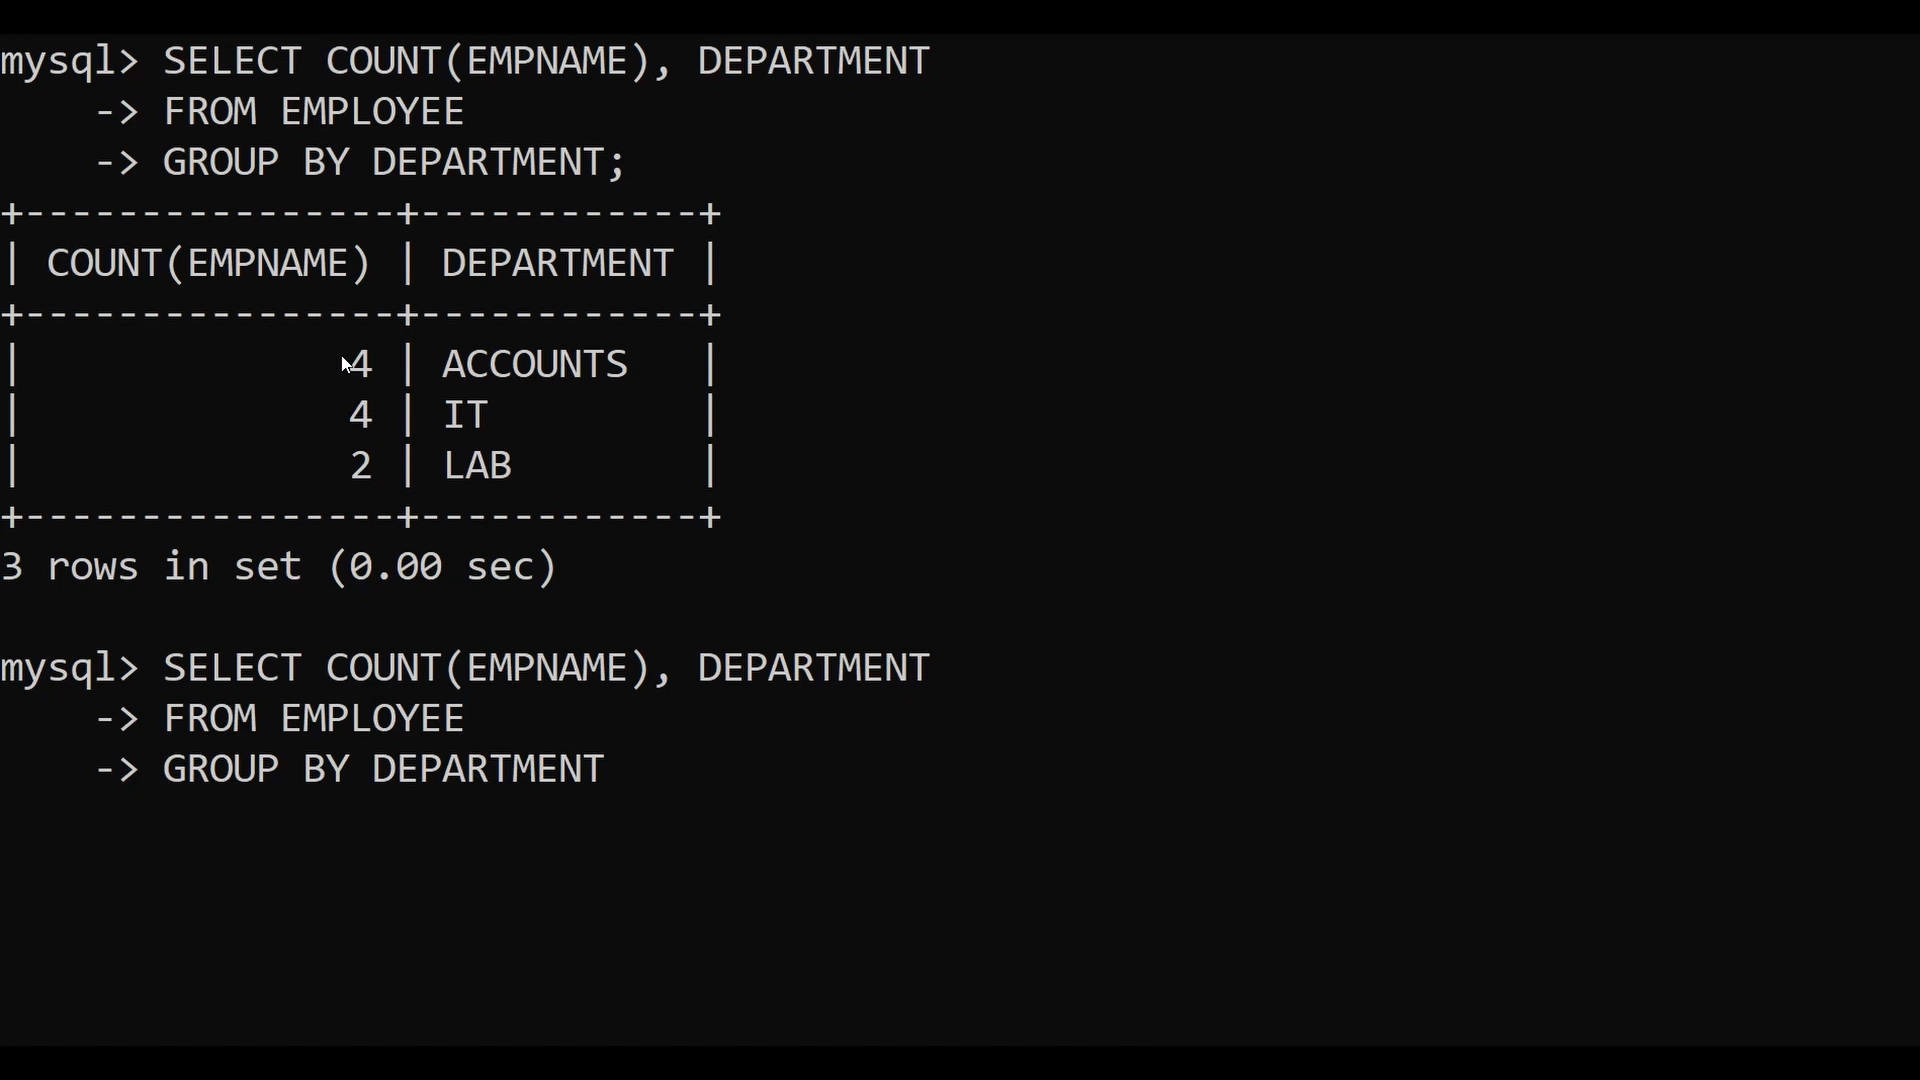 mysql> SELECT COUNT(EMPNAME), DEPARTMENT
    -> FROM EMPLOYEE
    -> GROUP BY DEPARTMENT;
+----------------+------------+
| COUNT(EMPNAME) | DEPARTMENT |
+----------------+------------+
|              4 | ACCOUNTS   |
|              4 | IT         |
|              2 | LAB        |
+----------------+------------+
3 rows in set (0.00 sec)
mysql> SELECT COUNT(EMPNAME), DEPARTMENT
    -> FROM EMPLOYEE
    -> GROUP BY DEPARTMENT